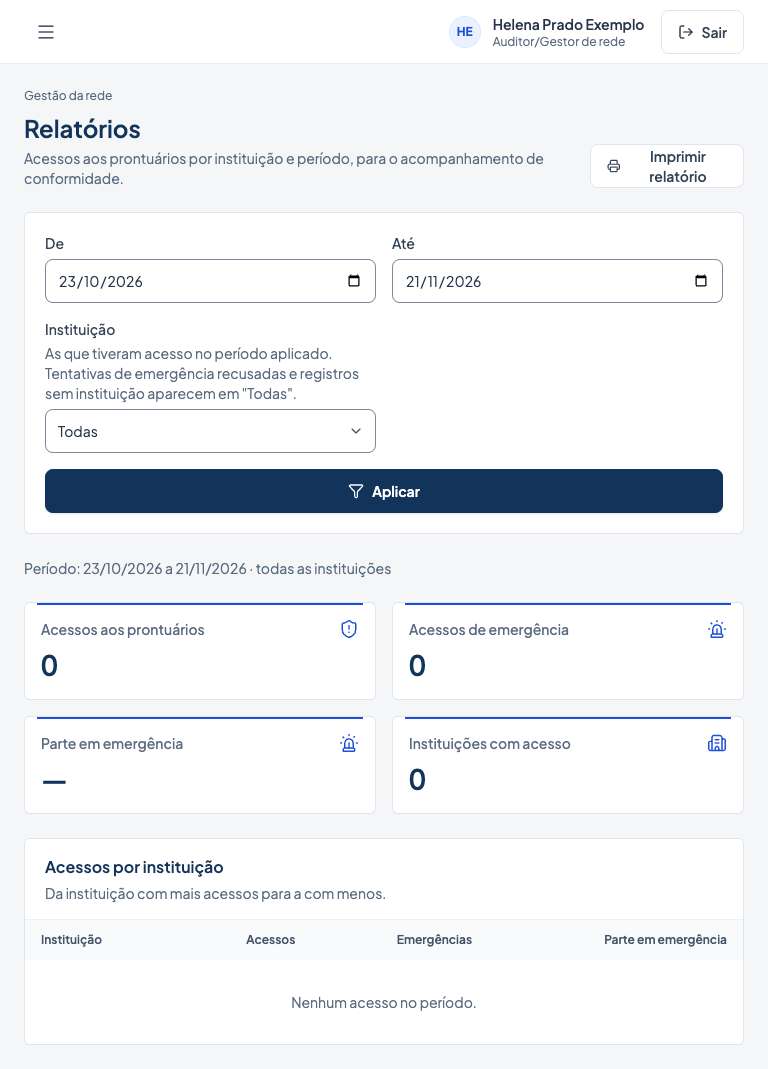 HE
Helena Prado Exemplo
Auditor/Gestor de rede
Sair
Gestão da rede
Relatórios
Acessos aos prontuários por instituição e período, para o acompanhamento de
conformidade.
Imprimir
relatório
De
Até
23/10/2026
21/11/2026
Instituição
As que tiveram acesso no período aplicado.
Tentativas de emergência recusadas e registros
sem instituição aparecem em "Todas".
Todas
Aplicar
Período: 23/10/2026 a 21/11/2026 · todas as instituições
Acessos aos prontuários
0
Acessos de emergência
0
Parte em emergência
—
Instituições com acesso
0
Acessos por instituição
Da instituição com mais acessos para a com menos.
Instituição Acessos Emergências Parte em emergência
Nenhum acesso no período.